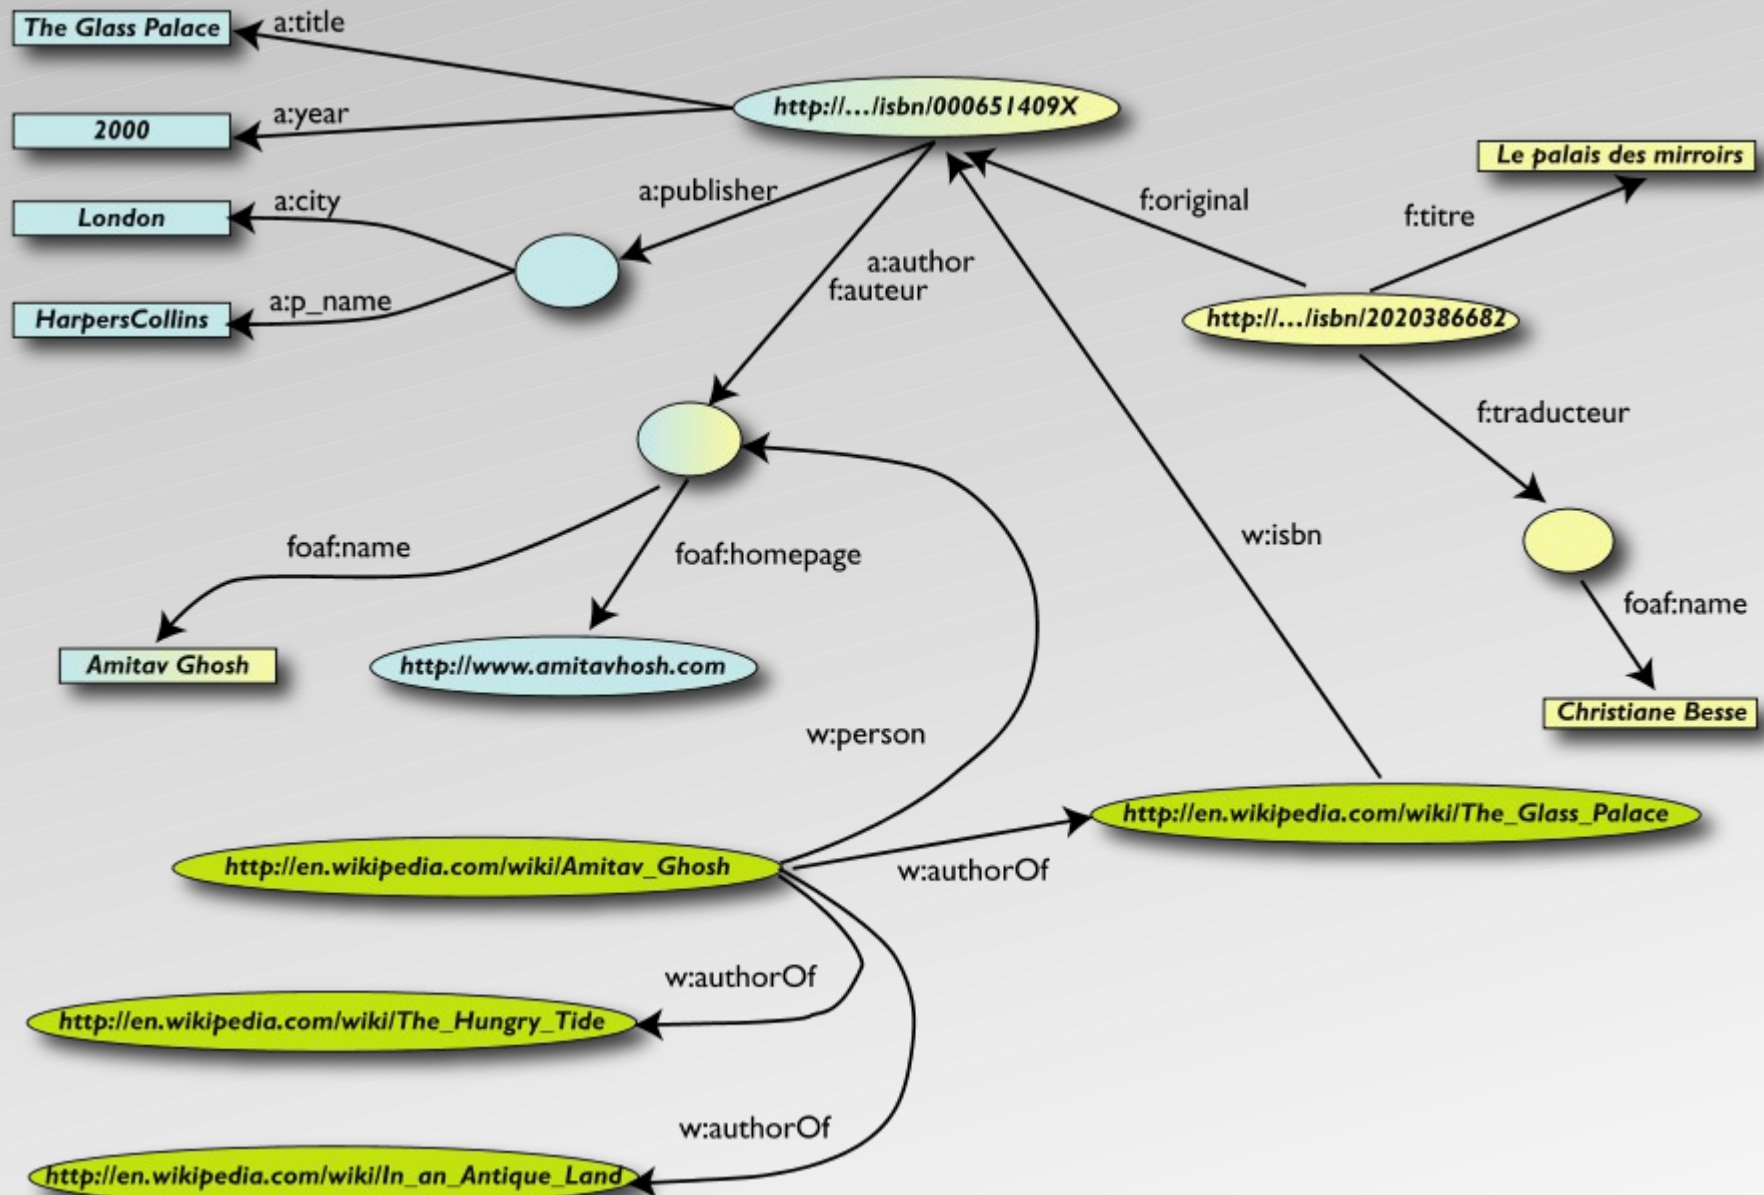 The Glass Palace
a:title
http://.../isbn/000651409X
2000
a:year
Le palais des mirroirs
London
a:city
a:publisher
f:original
f:titre
a:author
f:auteur
HarpersCollins
a:p_name
http://.../isbn/2020386682
f:traducteur
foaf:name
foaf:homepage
w:isbn
foaf:name
Amitav Ghosh
http://www.amitavhosh.com
Christiane Besse
w:person
http://en.wikipedia.com/wiki/The_Glass_Palace
http://en.wikipedia.com/wiki/Amitav_Ghosh
w:authorOf
w:authorOf
http://en.wikipedia.com/wiki/The_Hungry_Tide
w:authorOf
http://en.wikipedia.com/wiki/In_an_Antique_Land